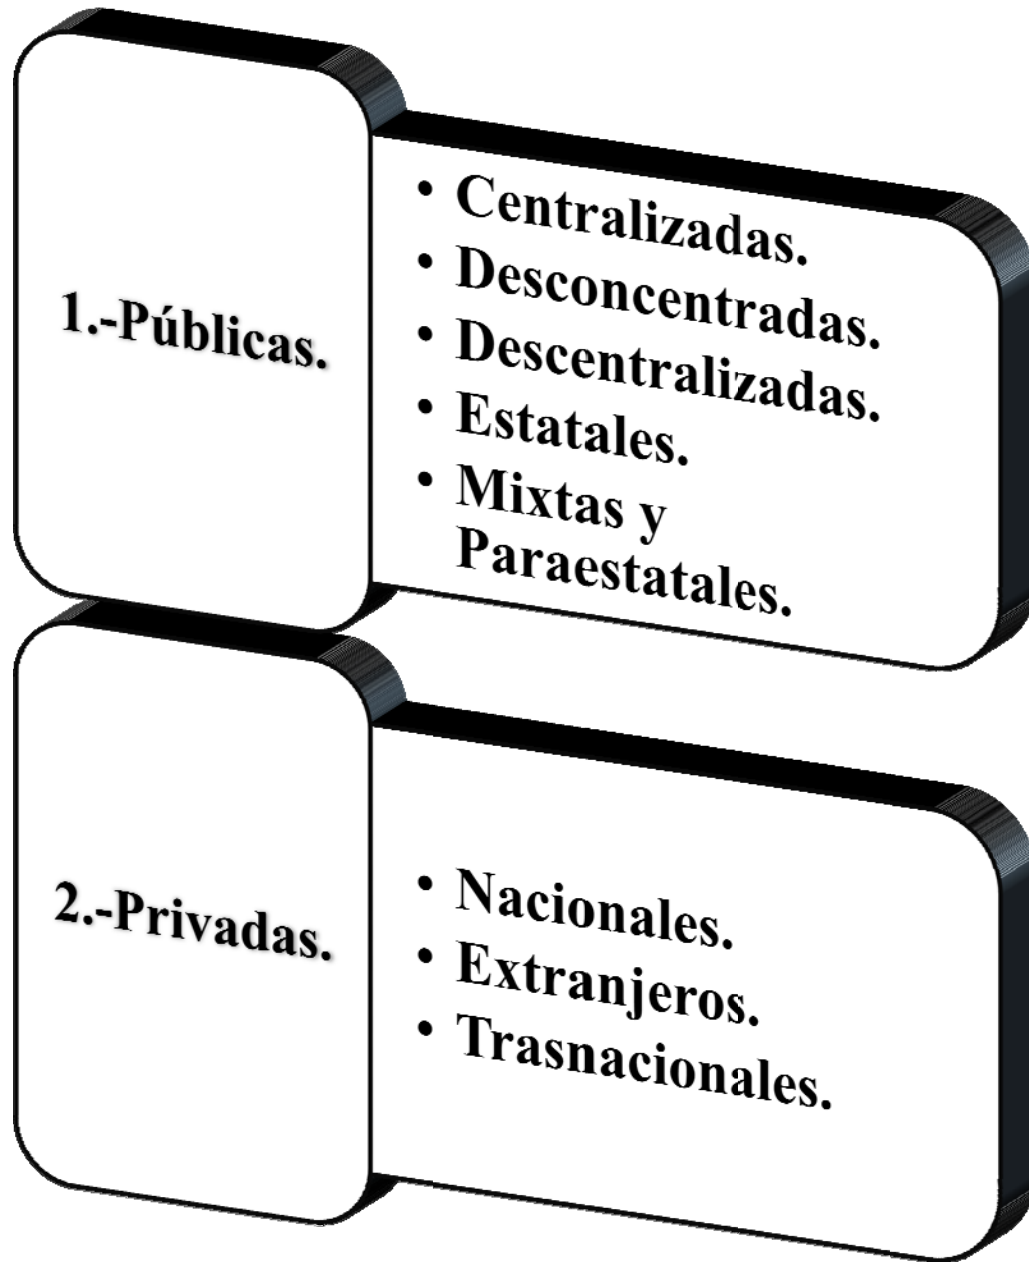 1.-Públicas.
• Centralizadas.
• Desconcentradas.
• Descentralizadas.
• Estatales.
• Mixtas y
Paraestatales.
2.-Privadas.
• Nacionales.
• Extranjeros.
• Trasnacionales.